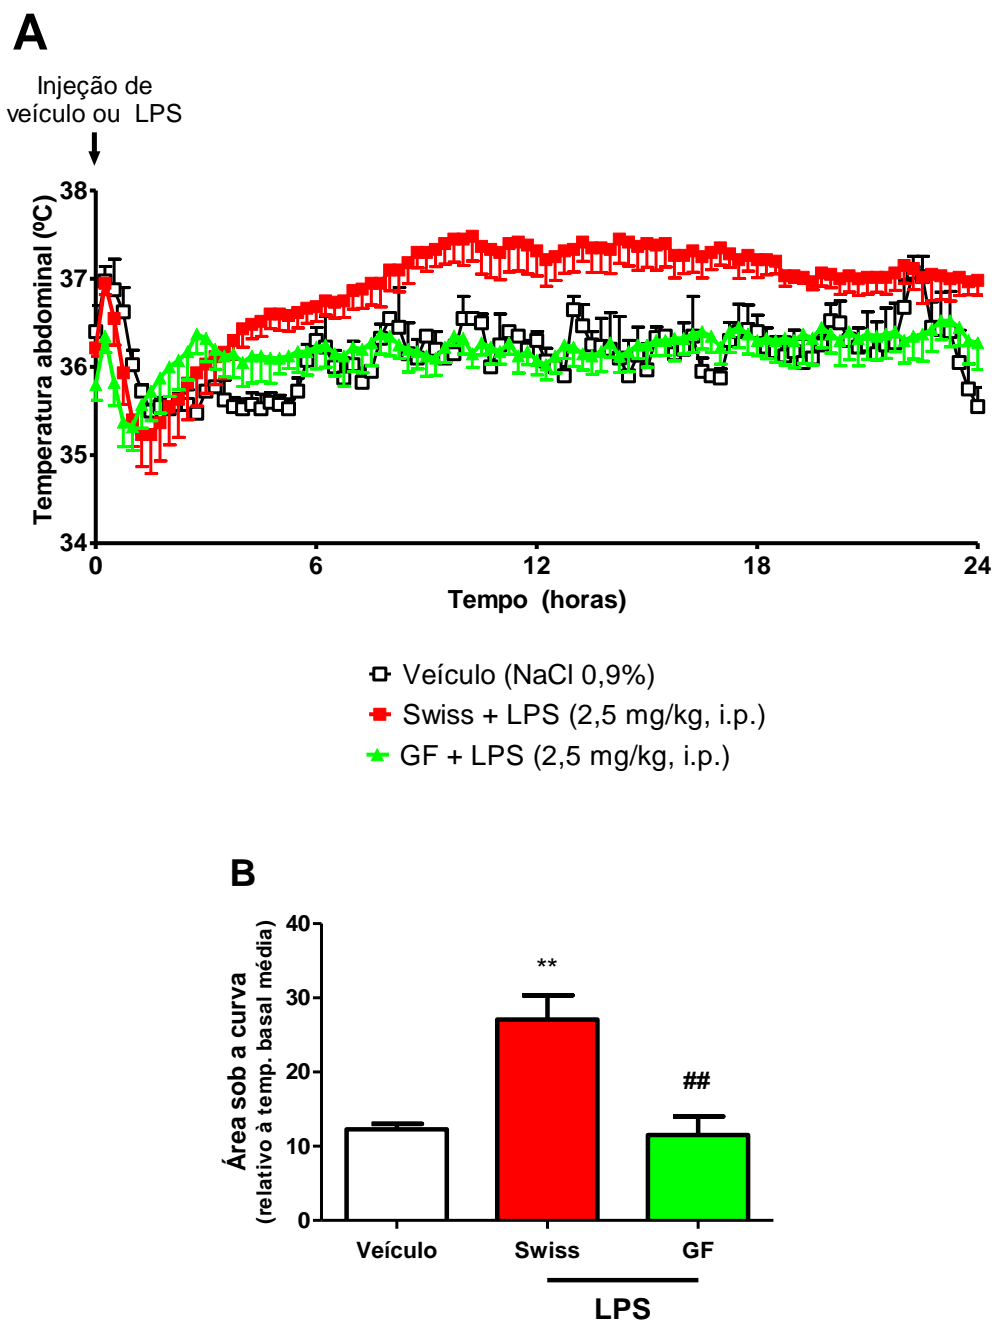 A
Injeção de
veículo ou LPS
Temperatura abdominal (ºC)
38
37
36
35
34
0
6
12
18
24
Tempo (horas)
Veículo (NaCl 0,9%)
Swiss + LPS (2,5 mg/kg, i.p.)
GF + LPS (2,5 mg/kg, i.p.)
B
Área sob a curva
(relativo à temp. basal média)
40
30
20
10
0
**
##
Veículo
Swiss
GF
LPS